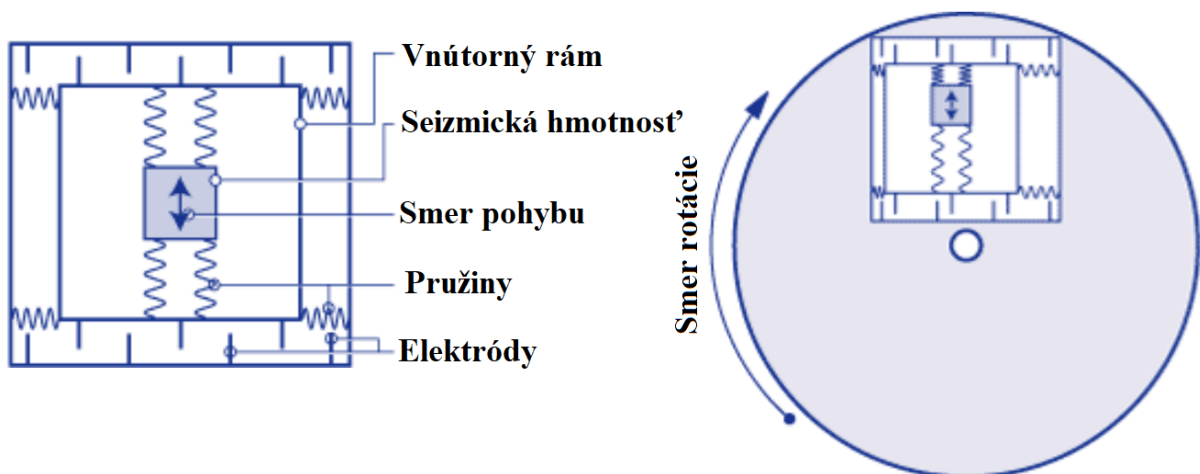 Vnútorný rám
Seizmická hmotnosť
Smer pohybu
Pružiny
Elektródy
Smer rotácie